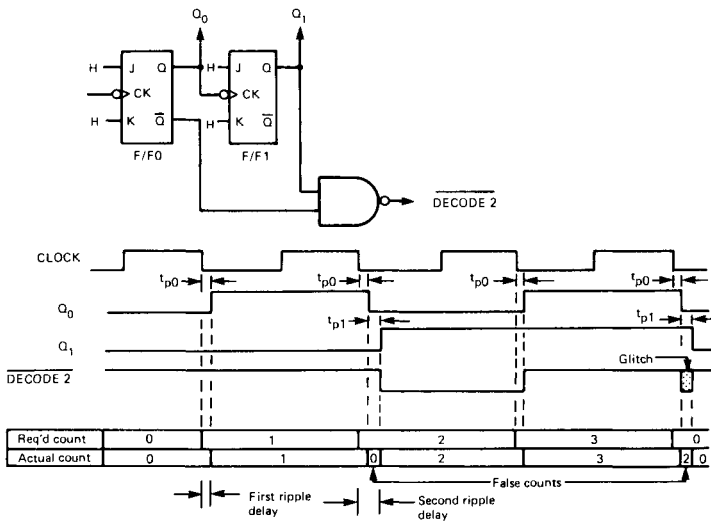 Q0 Q1
H J Q H J Q
CK CK
H K Q̅ H K Q̅
F/F0 F/F1
DECODE 2
CLOCK
tp0 tp0 tp0 tp0
Q0
tp1 tp1
Q1
Glitch
DECODE 2
Req'd count 0 1 2 3 0
Actual count 0 1 0 2 3 2 0
False counts
First ripple delay
Second ripple delay